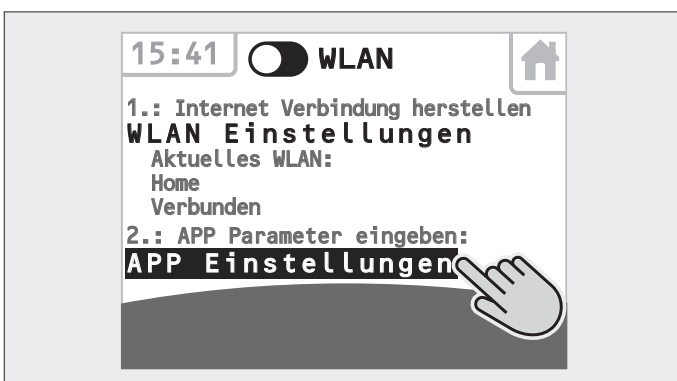 15:41 WLAN
1.: Internet Verbindung herstellen
WLAN Einstellungen
Aktuelles WLAN:
Home
Verbunden
2.: APP Parameter eingeben:
APP Einstellungen